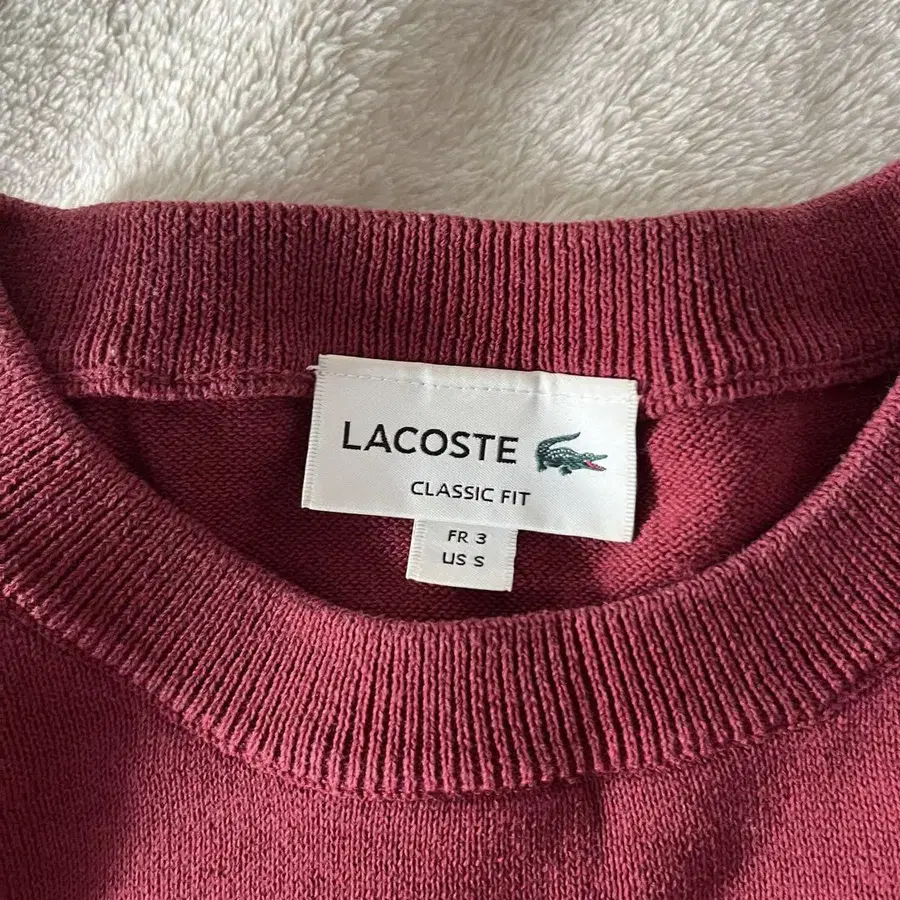 LACOSTE
CLASSIC FIT
FR 3
US S